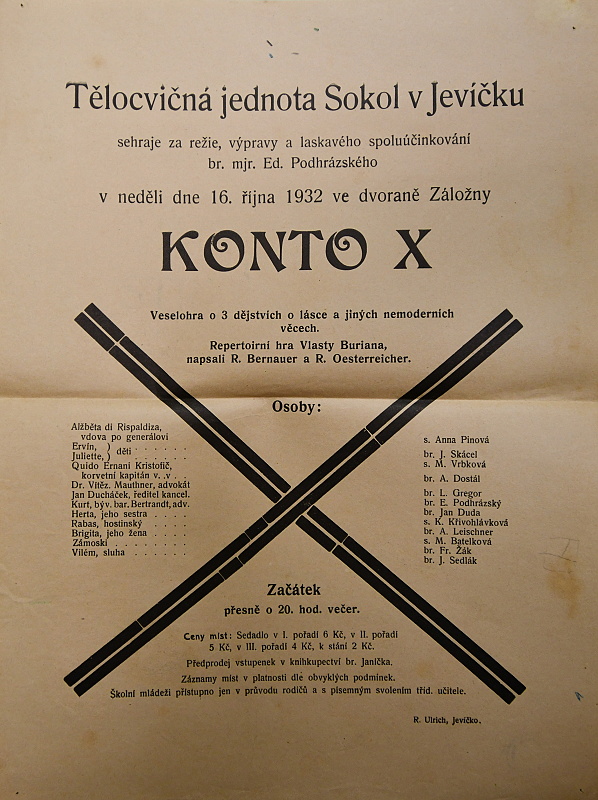 Tělocvičná jednota Sokol v Jevíčku
sehraje za režie, výpravy a laskavého spoluúčinkování
br. mjr. Ed. Podhrázského
v neděli dne 16. října 1932 ve dvoraně Záložny
KONTO X
Veselohra o 3 dějstvích o lásce a jiných nemoderních
věcech.
Repertoirní hra Vlasty Buriana,
napsali R. Bernauer a R. Oesterreicher.
Osoby:
Alžběta di Rispaldiza,
vdova po generálovi
Ervín, ) děti . . . . . .
Juliette, )
Quido Ernani Kristofič,
korvetní kapitán v. .v . .
Dr. Vítěz. Mauthner, advokát
Jan Ducháček, ředitel kancel.
Kurt, býv. bar. Bertrandt, adv.
Herta, jeho sestra . . . .
Rabas, hostinský . . . .
Brigita, jeho žena . . . .
Zámoski . . . . . . . .
Vilém, sluha . . . . . .
s. Anna Pinová
br. J. Skácel
s. M. Vrbková
br. A. Dostál
br. L. Gregor
br. E. Podhrázský
br. Jan Duda
s. K. Křivohlávková
br. A. Leischner
s. M. Batelková
br. Fr. Žák
br. J. Sedlák
Začátek
přesně o 20. hod. večer.
Ceny míst: Sedadlo v I. pořadí 6 Kč, v II. pořadí
5 Kč, v III. pořadí 4 Kč, k stání 2 Kč.
Předprodej vstupenek v knihkupectví br. Janíčka.
Záznamy míst v platnosti dle obvyklých podmínek.
Školní mládeži přístupno jen v průvodu rodičů a s písemným svolením tříd. učitele.
R. Ulrich, Jevíčko.